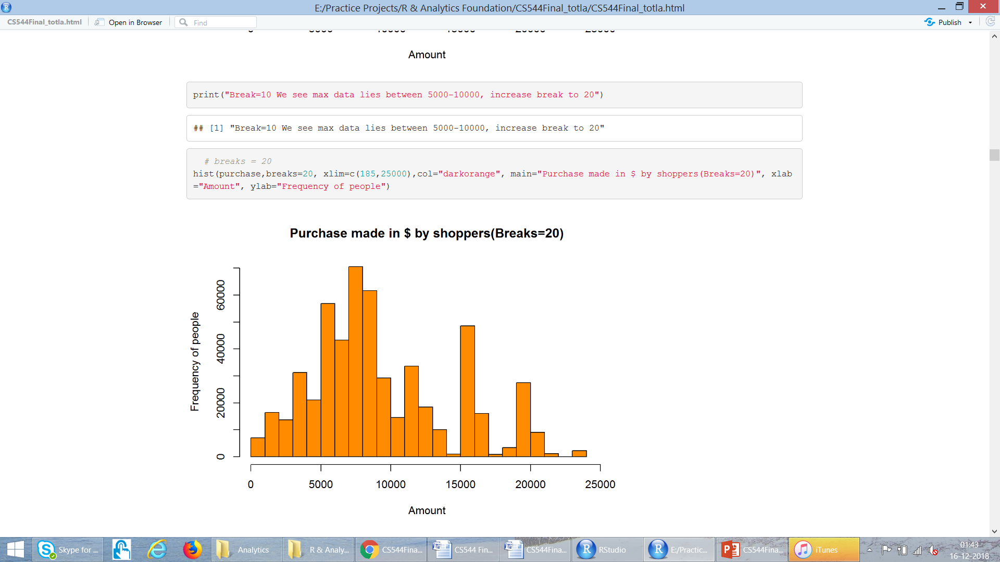 E:/Practice Projects/R & Analytics Foundation/CS544Final_totla/CS544Final_totla.html
CS544Final_totla.html
Open in Browser
Find
Publish
Amount
print("Break=10 We see max data lies between 5000-10000, increase break to 20")
## [1] "Break=10 We see max data lies between 5000-10000, increase break to 20"
# breaks = 20
hist(purchase,breaks=20, xlim=c(185,25000),col="darkorange", main="Purchase made in $ by shoppers(Breaks=20)", xlab
="Amount", ylab="Frequency of people")
Purchase made in $ by shoppers(Breaks=20)
Frequency of people
60000
40000
20000
0
0 5000 10000 15000 20000 25000
Amount
Skype for ...
Analytics
R & Analy...
CS544Fina...
CS544 Fin...
CS544Fina...
RStudio
E:/Practic...
CS544Fina...
iTunes
01:43
16-12-2018